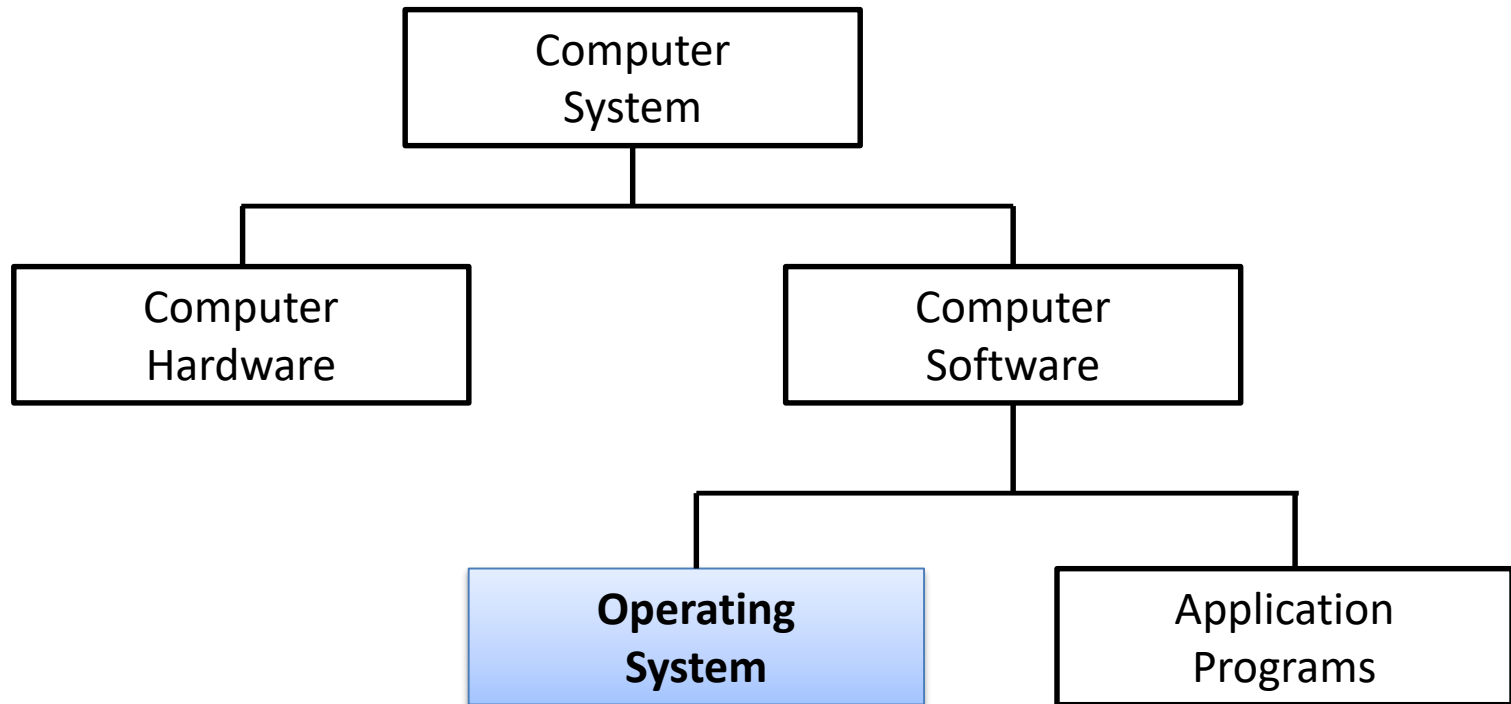 Computer
System
Computer
Hardware
Computer
Software
Operating
System
Application
Programs